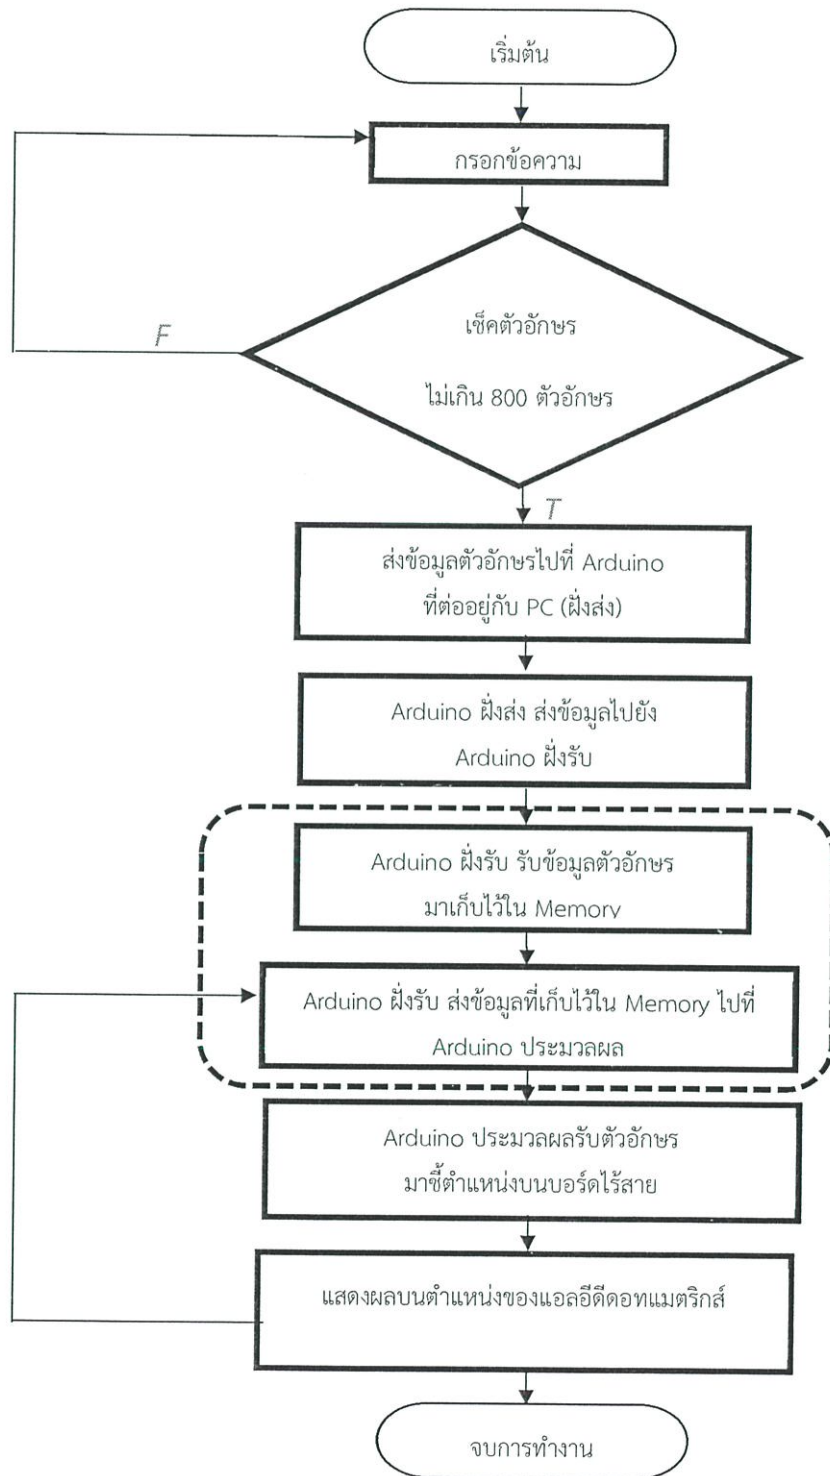 เริ่มต้น
กรอกข้อความ
เช็คตัวอักษร
ไม่เกิน 800 ตัวอักษร
F
T
ส่งข้อมูลตัวอักษรไปที่ Arduino
ที่ต่ออยู่กับ PC (ฝั่งส่ง)
Arduino ฝั่งส่ง ส่งข้อมูลไปยัง
Arduino ฝั่งรับ
Arduino ฝั่งรับ รับข้อมูลตัวอักษร
มาเก็บไว้ใน Memory
Arduino ฝั่งรับ ส่งข้อมูลที่เก็บไว้ใน Memory ไปที่
Arduino ประมวลผล
Arduino ประมวลผลรับตัวอักษร
มาชี้ตำแหน่งบนบอร์ดไร้สาย
แสดงผลบนตำแหน่งของแอลอีดีดอทแมตริกส์
จบการทำงาน